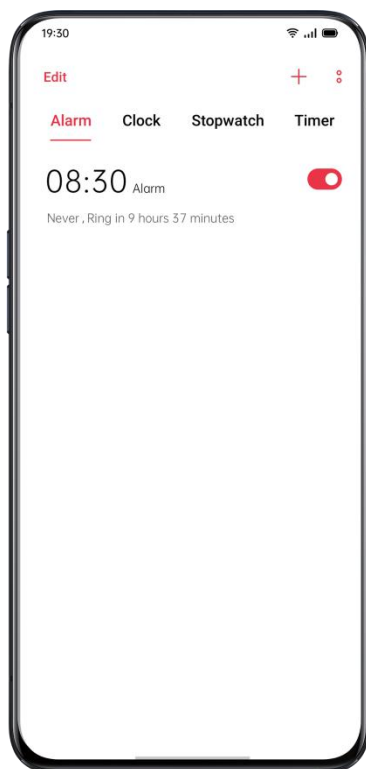 19:30
Edit
Alarm Clock Stopwatch Timer
08:30 Alarm
Never , Ring in 9 hours 37 minutes